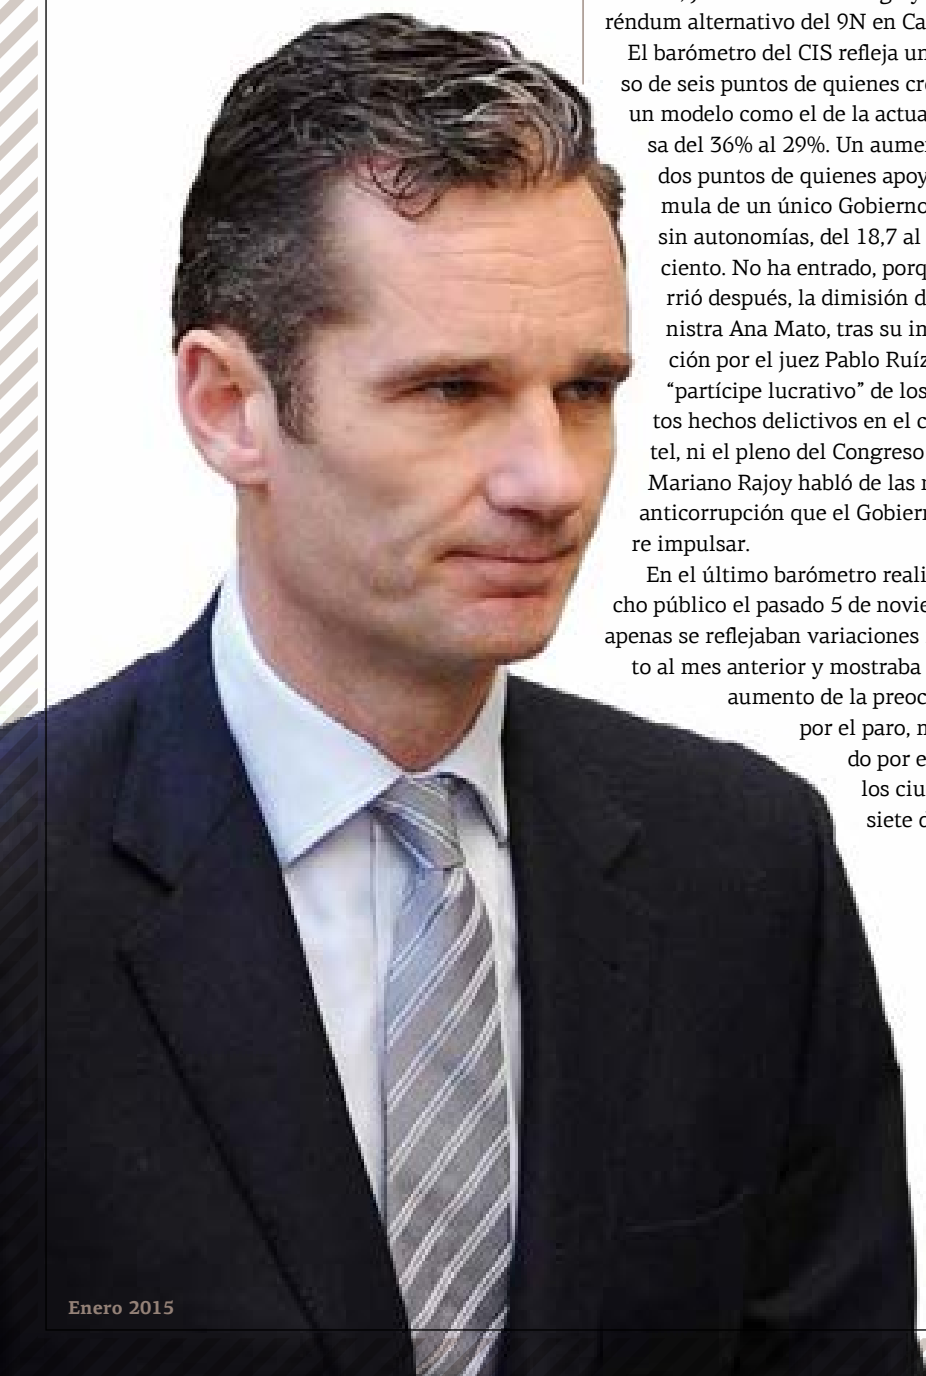 réndum alternativo del 9N en Ca
El barómetro del CIS refleja un
so de seis puntos de quienes cre
un modelo como el de la actua
sa del 36% al 29%. Un aumen
dos puntos de quienes apoy
mula de un único Gobierno
sin autonomías, del 18,7 al
ciento. No ha entrado, porq
rrió después, la dimisión d
nistra Ana Mato, tras su in
ción por el juez Pablo Ruíz
“partícipe lucrativo” de los
tos hechos delictivos en el c
tel, ni el pleno del Congreso
Mariano Rajoy habló de las
anticorrupción que el Gobier
re impulsar.
En el último barómetro reali
cho público el pasado 5 de novie
apenas se reflejaban variaciones
to al mes anterior y mostraba
aumento de la preoc
por el paro,
do por e
los ciu
siete
Enero 2015